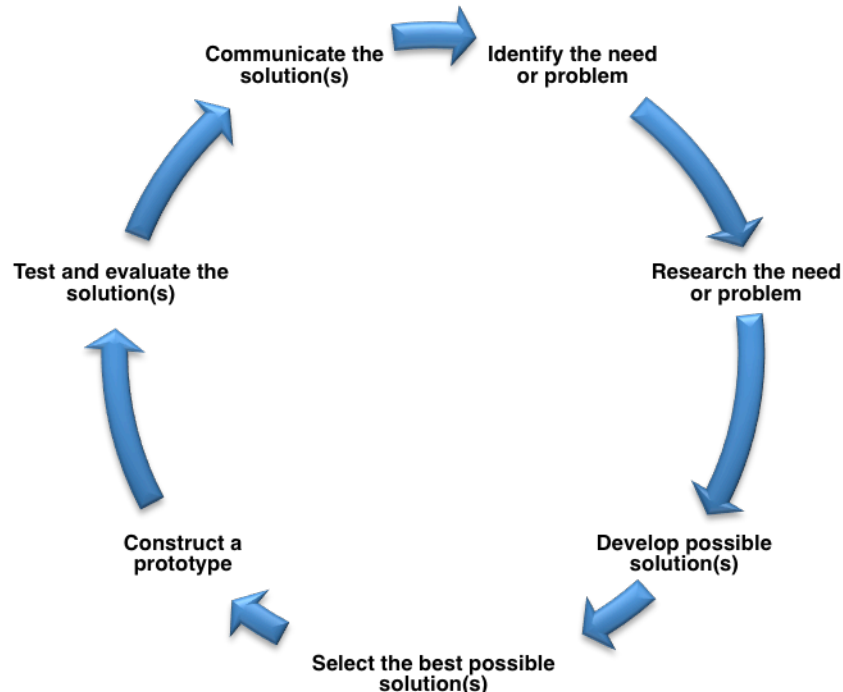 Communicate the
solution(s)
Identify the need
or problem
Research the need
or problem
Develop possible
solution(s)
Select the best possible
solution(s)
Construct a
prototype
Test and evaluate the
solution(s)